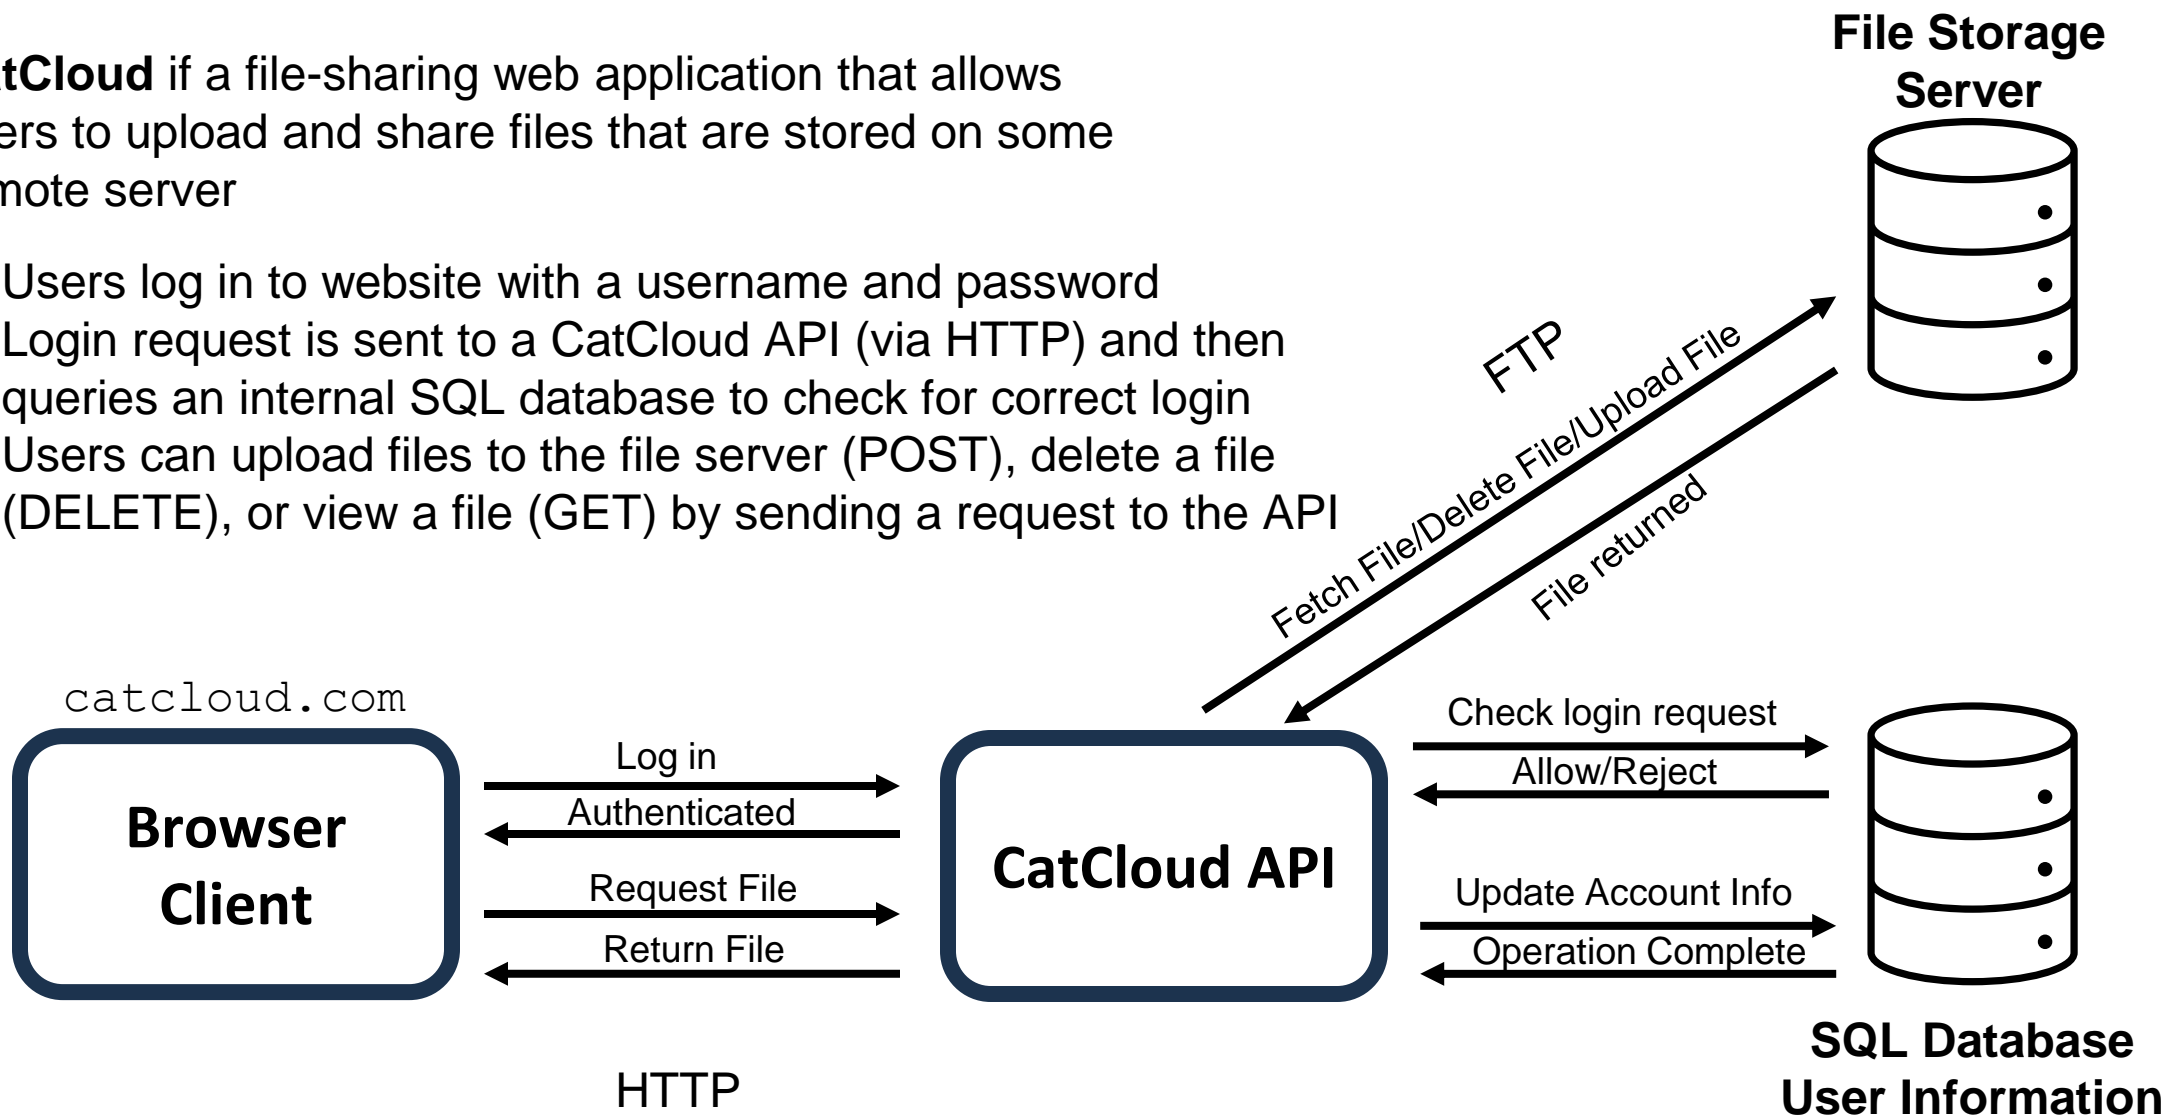 tCloud if a file-sharing web application that allows
ers to upload and share files that are stored on some
mote server
Users log in to website with a username and password
Login request is sent to a CatCloud API (via HTTP) and then
queries an internal SQL database to check for correct login
Users can upload files to the file server (POST), delete a file
(DELETE), or view a file (GET) by sending a request to the API
File Storage
Server
FTP
Fetch File/Delete File/Upload File
File returned
catcloud.com
Browser
Client
Log in
Authenticated
Request File
Return File
HTTP
CatCloud API
Check login request
Allow/Reject
Update Account Info
Operation Complete
SQL Database
User Information